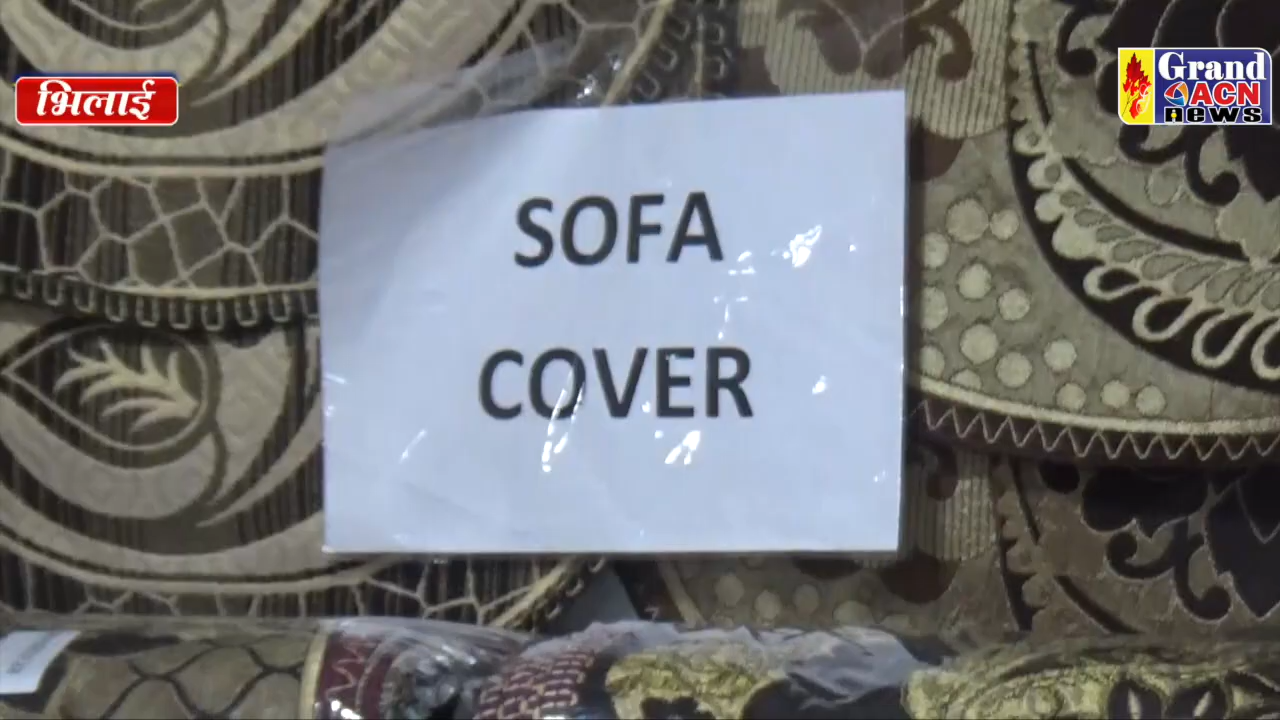 भिलाई
Grand
ACN
news
SOFA
COVER